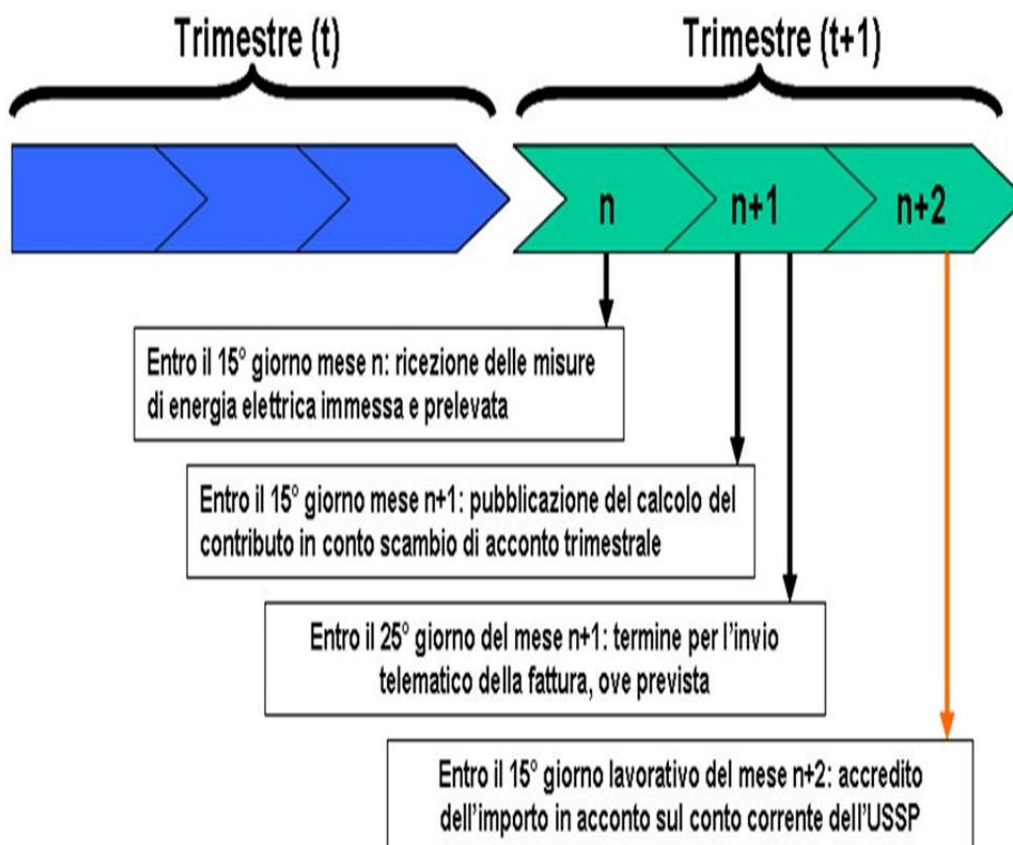 Trimestre (t)
Trimestre (t+1)
n
n+1
n+2
Entro il 15° giorno mese n: ricezione delle misure
di energia elettrica immessa e prelevata
Entro il 15° giorno mese n+1: pubblicazione del calcolo del
contributo in conto scambio di acconto trimestrale
Entro il 25° giorno del mese n+1: termine per l'invio
telematico della fattura, ove prevista
Entro il 15° giorno lavorativo del mese n+2: accredito
dell'importo in acconto sul conto corrente dell'USSP